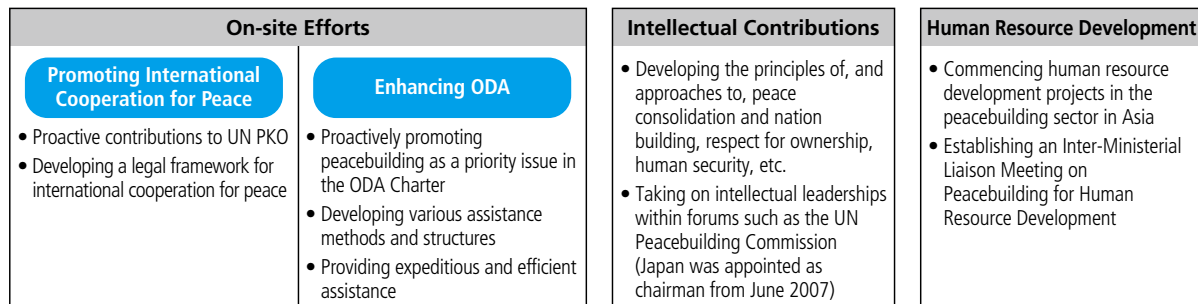 On-site Efforts
Promoting International
Cooperation for Peace
• Proactive contributions to UN PKO
• Developing a legal framework for
international cooperation for peace
Enhancing ODA
• Proactively promoting
peacebuilding as a priority issue in
the ODA Charter
• Developing various assistance
methods and structures
• Providing expeditious and efficient
assistance
Intellectual Contributions
• Developing the principles of, and
approaches to, peace
consolidation and nation
building, respect for ownership,
human security, etc.
• Taking on intellectual leaderships
within forums such as the UN
Peacebuilding Commission
(Japan was appointed as
chairman from June 2007)
Human Resource Development
• Commencing human resource
development projects in the
peacebuilding sector in Asia
• Establishing an Inter-Ministerial
Liaison Meeting on
Peacebuilding for Human
Resource Development